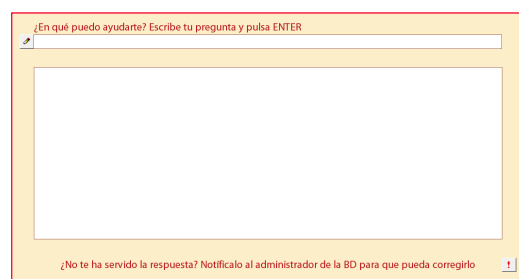 ¿En qué puedo ayudarte? Escribe tu pregunta y pulsa ENTER
¿No te ha servido la respuesta? Notifícalo al administrador de la BD para que pueda corregirlo
!